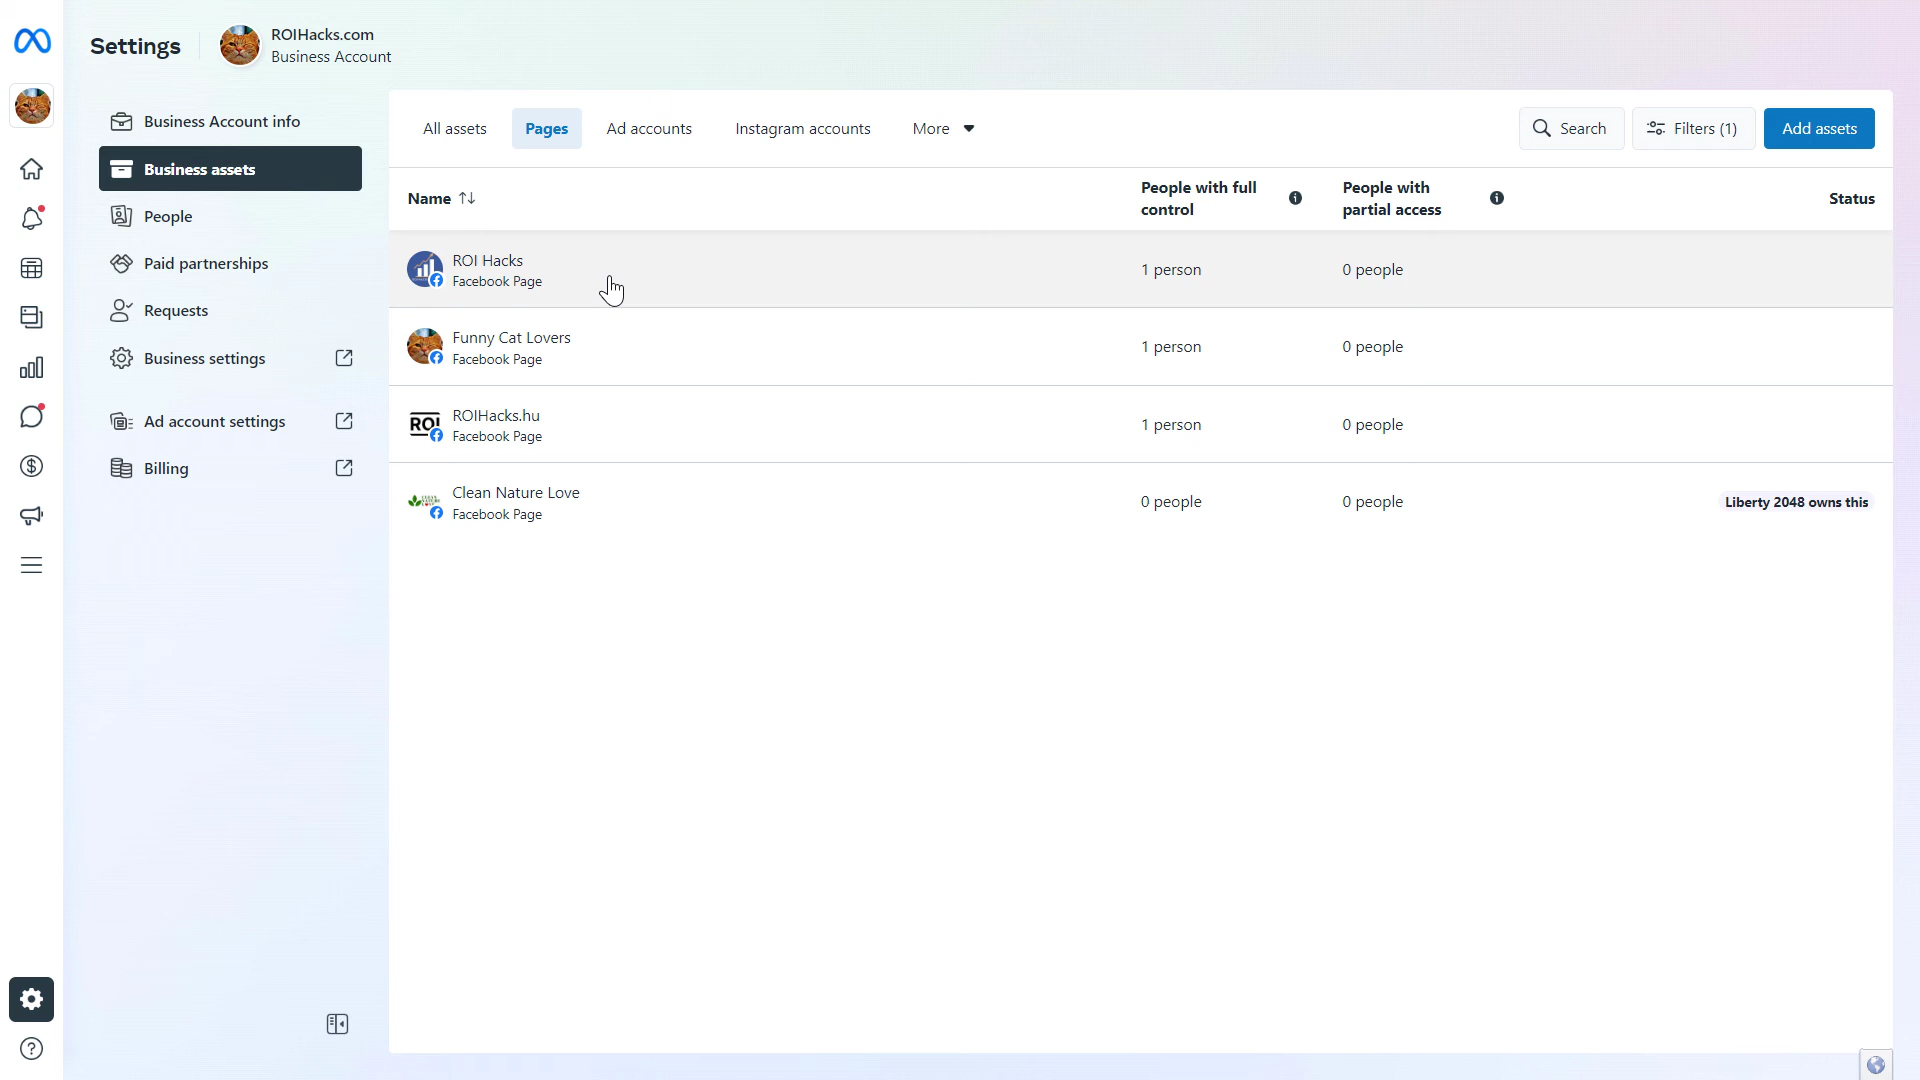 Settings
ROIHacks.com
Business Account
Business Account info
Business assets
People
Paid partnerships
Requests
Business settings
Ad account settings
Billing
All assets
Pages
Ad accounts
Instagram accounts
More
Search
Filters (1)
Add assets
Name
People with full
control
People with
partial access
Status
ROI Hacks
Facebook Page
1 person
0 people
Funny Cat Lovers
Facebook Page
1 person
0 people
ROI
ROIHacks.hu
Facebook Page
1 person
0 people
Clean Nature Love
Facebook Page
0 people
0 people
Liberty 2048 owns this